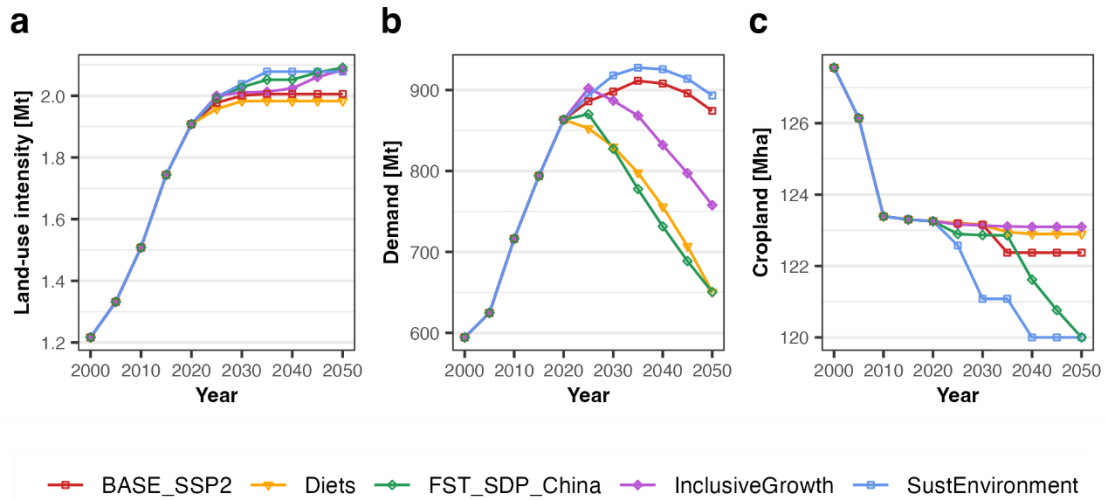 a
b
c
Land-use intensity [Mt]
2.0
1.8
1.6
1.4
1.2
2000 2010 2020 2030 2040 2050
Year
Demand [Mt]
900
800
700
600
2000 2010 2020 2030 2040 2050
Year
Cropland [Mha]
126
124
122
120
2000 2010 2020 2030 2040 2050
Year
BASE_SSP2 Diets FST_SDP_China InclusiveGrowth SustEnvironment